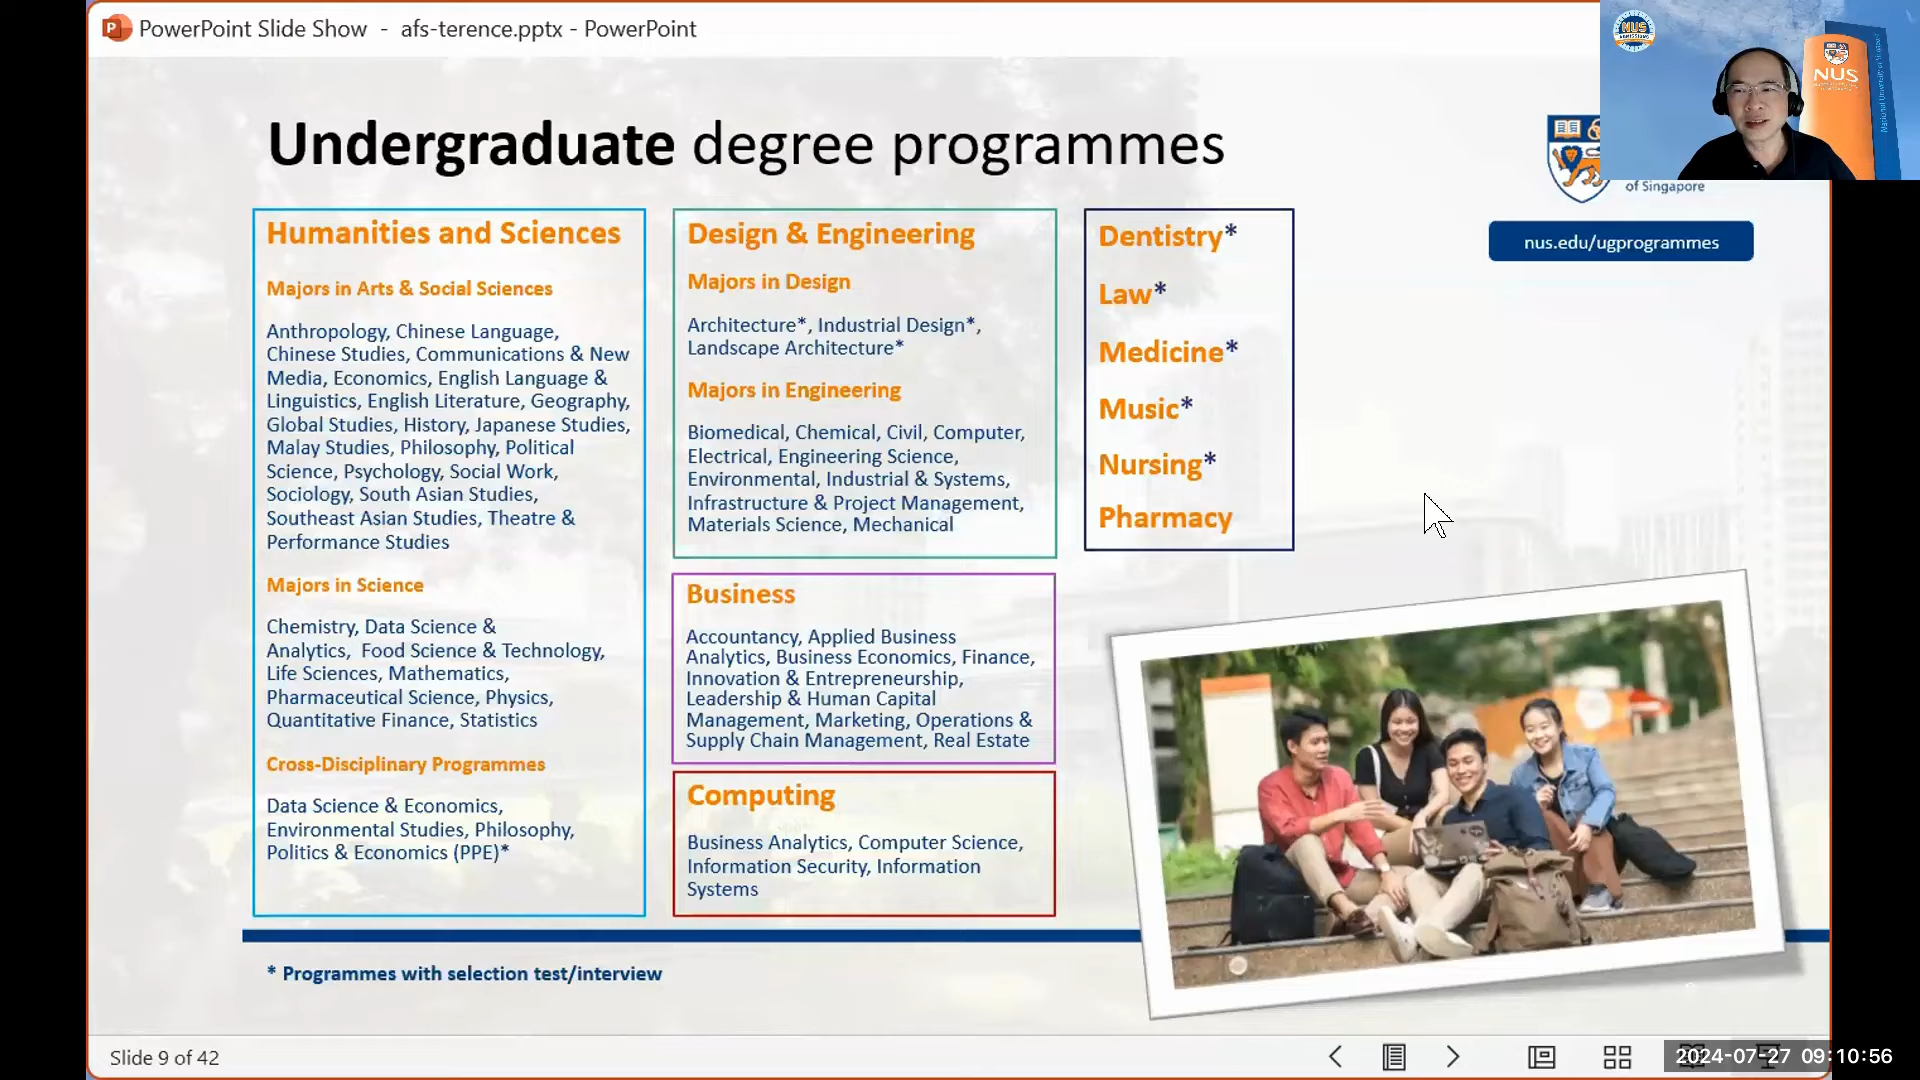 PowerPoint Slide Show - afs-terence.pptx - PowerPoint
NUS
NUS
Undergraduate degree programmes
of Singapore
nus.edu/ugprogrammes
Humanities and Sciences
Majors in Arts & Social Sciences
Anthropology, Chinese Language,
Chinese Studies, Communications & New
Media, Economics, English Language &
Linguistics, English Literature, Geography,
Global Studies, History, Japanese Studies,
Malay Studies, Philosophy, Political
Science, Psychology, Social Work,
Sociology, South Asian Studies,
Southeast Asian Studies, Theatre &
Performance Studies
Majors in Science
Chemistry, Data Science &
Analytics, Food Science & Technology,
Life Sciences, Mathematics,
Pharmaceutical Science, Physics,
Quantitative Finance, Statistics
Cross-Disciplinary Programmes
Data Science & Economics,
Environmental Studies, Philosophy,
Politics & Economics (PPE)*
Design & Engineering
Majors in Design
Architecture*, Industrial Design*,
Landscape Architecture*
Majors in Engineering
Biomedical, Chemical, Civil, Computer,
Electrical, Engineering Science,
Environmental, Industrial & Systems,
Infrastructure & Project Management,
Materials Science, Mechanical
Business
Accountancy, Applied Business
Analytics, Business Economics, Finance,
Innovation & Entrepreneurship,
Leadership & Human Capital
Management, Marketing, Operations &
Supply Chain Management, Real Estate
Computing
Business Analytics, Computer Science,
Information Security, Information
Systems
Dentistry*
Law*
Medicine*
Music*
Nursing*
Pharmacy
* Programmes with selection test/interview
Slide 9 of 42
2024-07-27 09:10:56